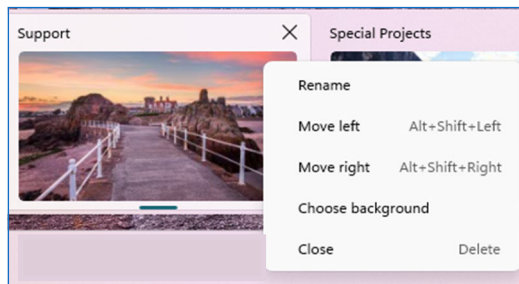 Support
Special Projects
Rename
Move left Alt+Shift+Left
Move right Alt+Shift+Right
Choose background
Close Delete